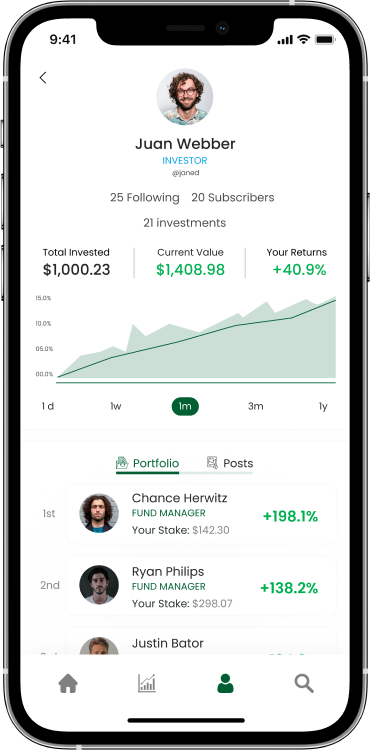 9:41
Juan Webber
INVESTOR
@janed
25 Following 20 Subscribers
21 investments
Total Invested Current Value Your Returns
$1,000.23 $1,408.98 +40.9%
15.0%
10.0%
05.0%
00.0%
1 d 1w 1m 3m 1y
Portfolio Posts
Chance Herwitz
1st FUND MANAGER +198.1%
Your Stake: $142.30
Ryan Philips
2nd FUND MANAGER +138.2%
Your Stake: $298.07
Justin Bator